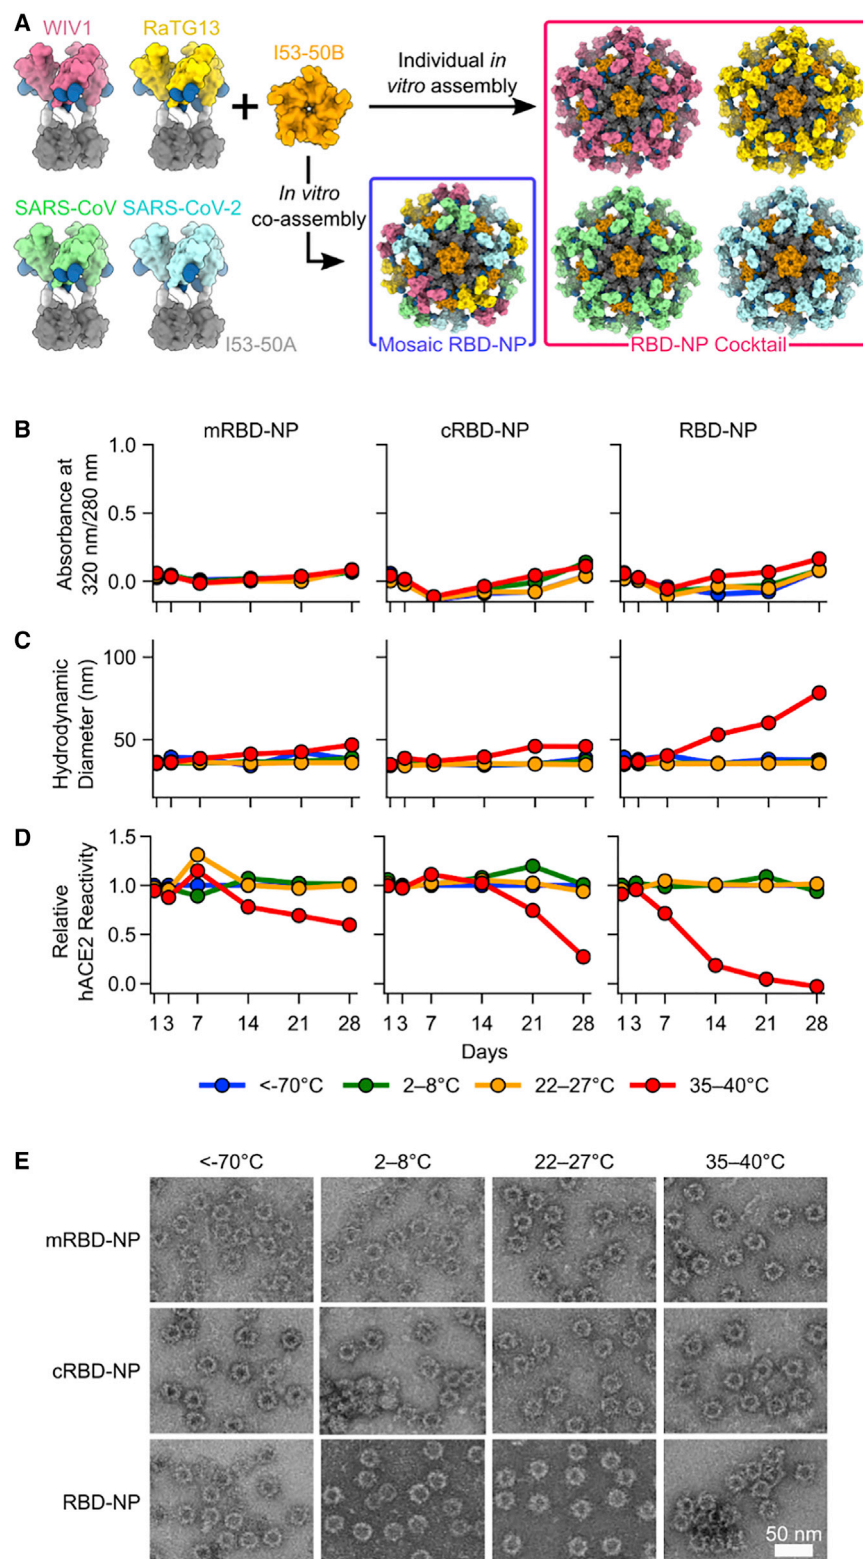 A
WIV1 RaTG13
I53-50B
Individual in
vitro assembly
In vitro
co-assembly
SARS-CoV SARS-CoV-2
I53-50A
Mosaic RBD-NP
RBD-NP Cocktail
B
mRBD-NP cRBD-NP RBD-NP
Absorbance at
320 nm/280 nm
1.0
0.5
0.0
C
Hydrodynamic
Diameter (nm)
100
50
D
Relative
hACE2 Reactivity
1.5
1.0
0.5
0.0
1 3 7 14 21 28 1 3 7 14 21 28 1 3 7 14 21 28
Days
<-70°C 2–8°C 22–27°C 35–40°C
E
<-70°C 2–8°C 22–27°C 35–40°C
mRBD-NP
cRBD-NP
RBD-NP
50 nm